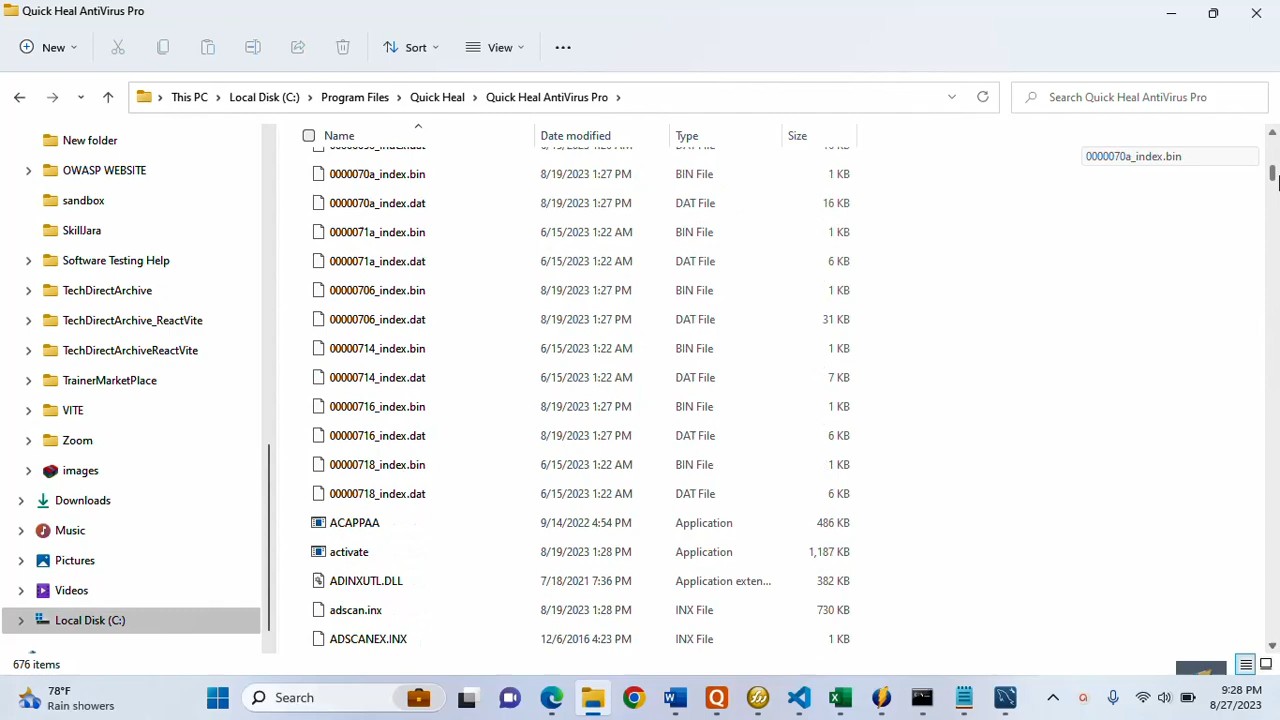 Quick Heal AntiVirus Pro
New
Sort
View
This PC > Local Disk (C:) > Program Files > Quick Heal > Quick Heal AntiVirus Pro >
Search Quick Heal AntiVirus Pro
New folder
OWASP WEBSITE
sandbox
SkillJara
Software Testing Help
TechDirectArchive
TechDirectArchive_ReactVite
TechDirectArchiveReactVite
TrainerMarketPlace
VITE
Zoom
images
Downloads
Music
Pictures
Videos
Local Disk (C:)
Name Date modified Type Size
0000070a_index.bin 8/19/2023 1:27 PM BIN File 1 KB
0000070a_index.dat 8/19/2023 1:27 PM DAT File 16 KB
0000071a_index.bin 6/15/2023 1:22 AM BIN File 1 KB
0000071a_index.dat 6/15/2023 1:22 AM DAT File 6 KB
00000706_index.bin 8/19/2023 1:27 PM BIN File 1 KB
00000706_index.dat 8/19/2023 1:27 PM DAT File 31 KB
00000714_index.bin 6/15/2023 1:22 AM BIN File 1 KB
00000714_index.dat 6/15/2023 1:22 AM DAT File 7 KB
00000716_index.bin 8/19/2023 1:27 PM BIN File 1 KB
00000716_index.dat 8/19/2023 1:27 PM DAT File 6 KB
00000718_index.bin 6/15/2023 1:22 AM BIN File 1 KB
00000718_index.dat 6/15/2023 1:22 AM DAT File 6 KB
ACAPPAA 9/14/2022 4:54 PM Application 486 KB
activate 8/19/2023 1:28 PM Application 1,187 KB
ADINXUTL.DLL 7/18/2021 7:36 PM Application exten... 382 KB
adscan.inx 8/19/2023 1:28 PM INX File 730 KB
ADSCANEX.INX 12/6/2016 4:23 PM INX File 1 KB
0000070a_index.bin
676 items
78°F
Rain showers
Search
9:28 PM
8/27/2023